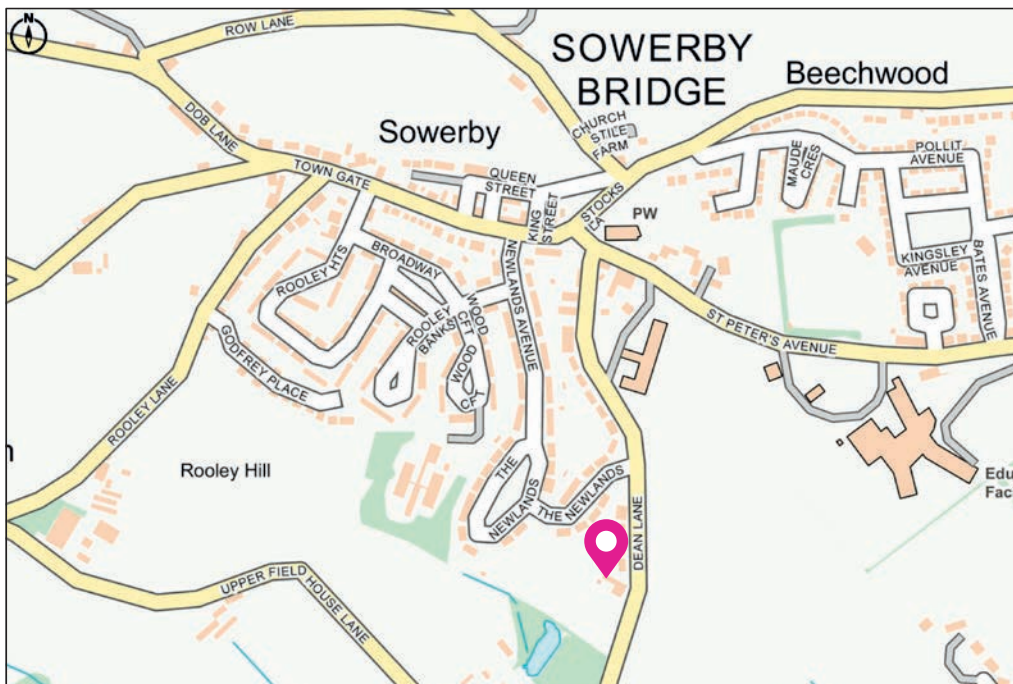 N
ROW LANE
SOWERBY
BRIDGE
Beechwood
DOB LANE
Sowerby
CHURCH
STILE
FARM
POLLIT
AVENUE
MAUDE
CRES
TOWN GATE
QUEEN
STREET
KING
STREET
STOCKS
LA
PW
KINGSLEY
AVENUE
BATES AVENUE
ROOLEY HTS
BROADWAY
NEWLANDS AVENUE
ROOLEY
BANKS
WOOD
CFT
WOOD
CFT
ST PETER'S AVENUE
GODFREY PLACE
ROOLEY LANE
Rooley Hill
THE
NEWLANDS
THE NEWLANDS
DEAN LANE
Edu
Fac
UPPER FIELD
HOUSE LANE